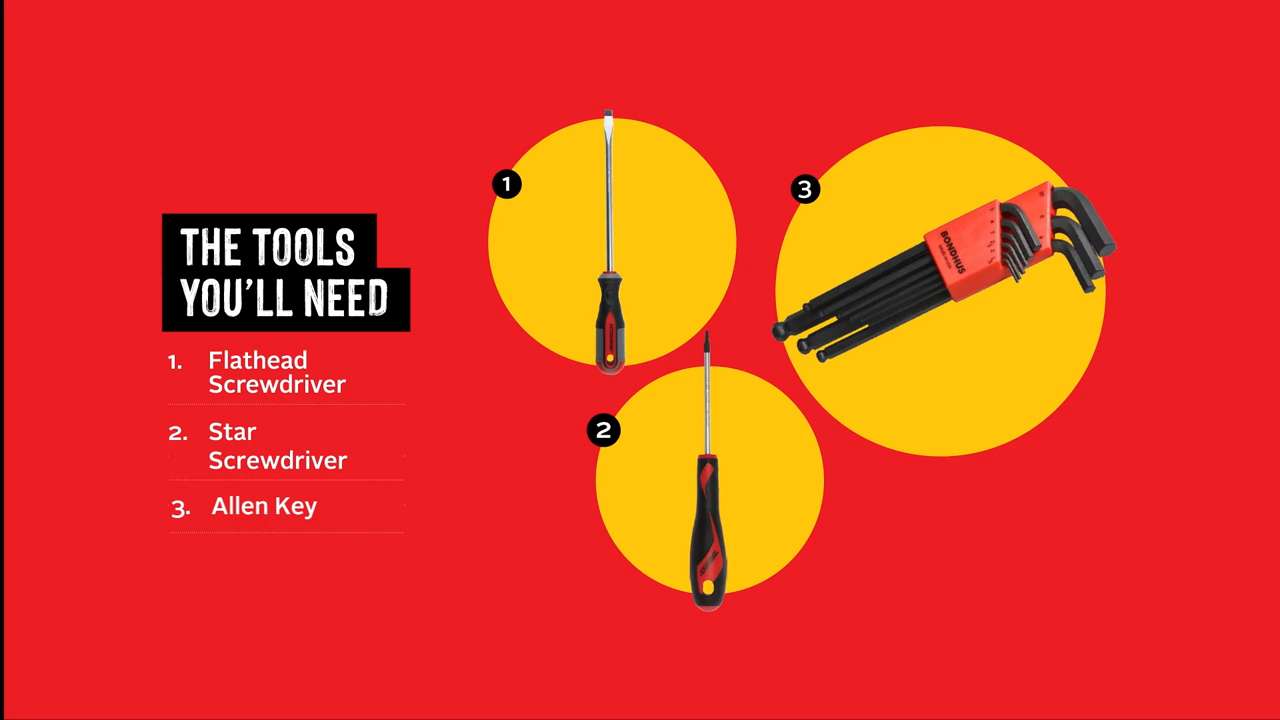 THE TOOLS
YOU'LL NEED
1. Flathead
Screwdriver
2. Star
Screwdriver
3. Allen Key
1
2
3
BONDHUS